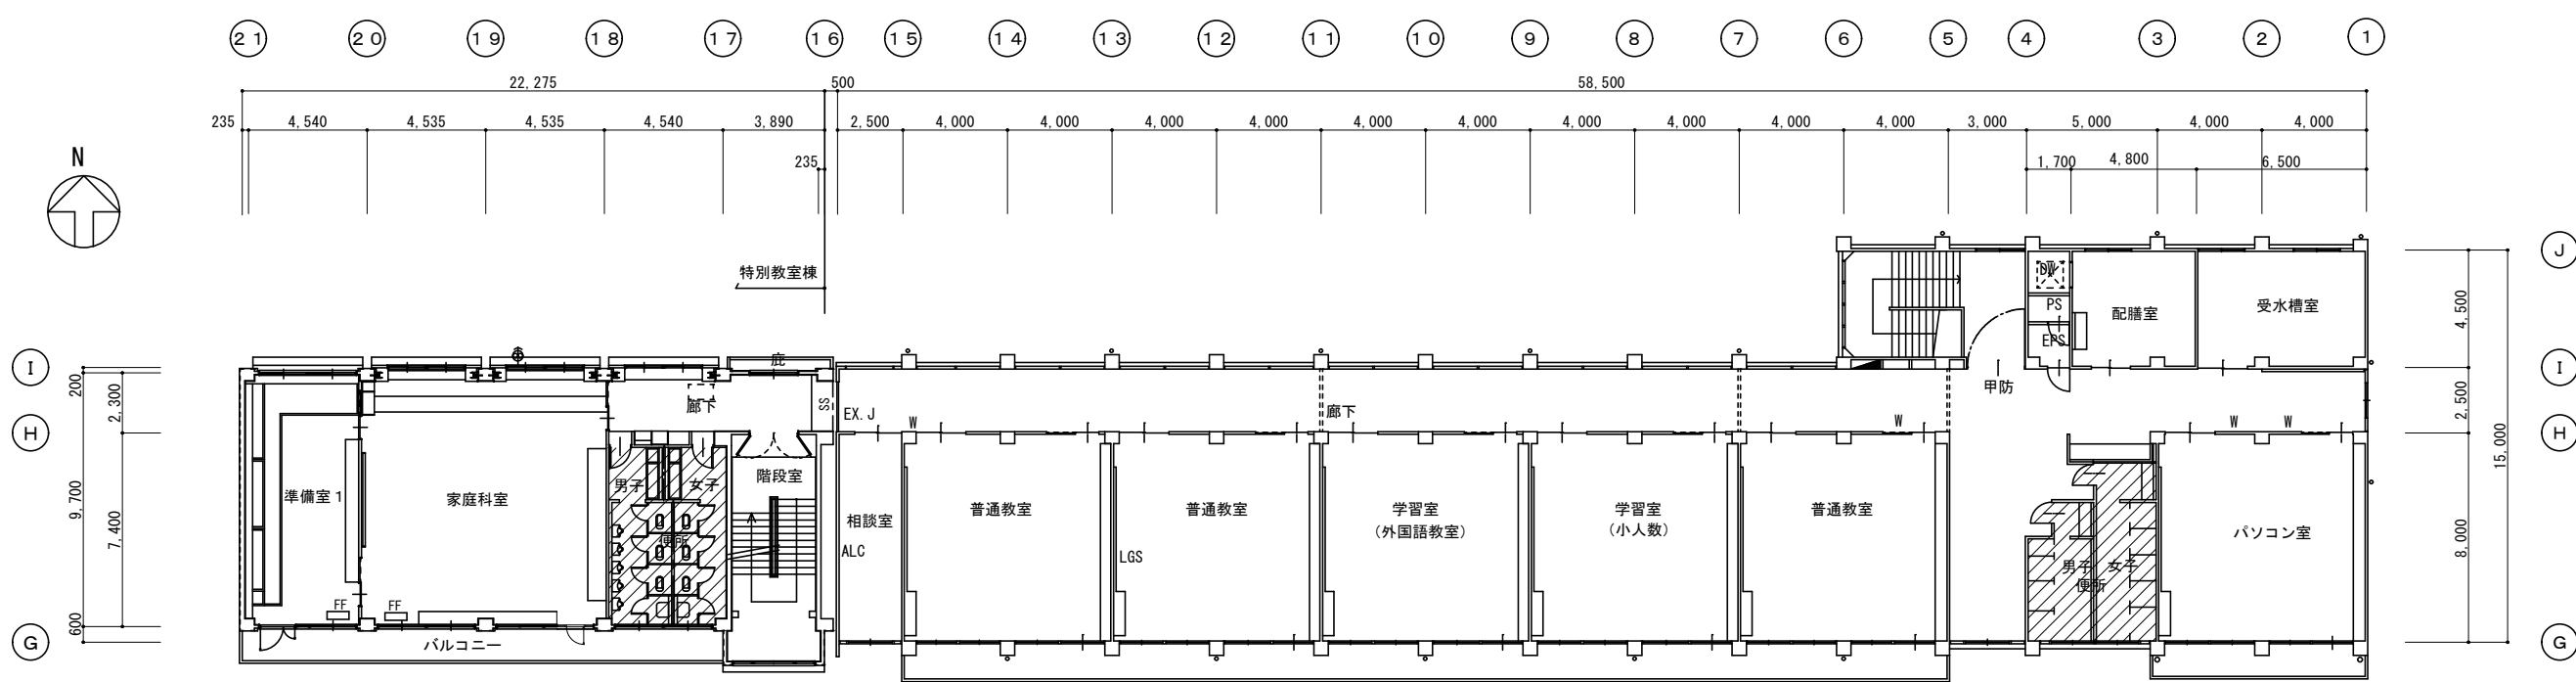 21 20 19 18 17 16 15 14 13 12 11 10 9 8 7 6 5 4 3 2 1
22,275 500 58,500
235 4,540 4,535 4,535 4,540 3,890 2,500 4,000 4,000 4,000 4,000 4,000 4,000 4,000 4,000 4,000 4,000 3,000 5,000 4,000 4,000
N
235
1,700 4,800 6,500
特別教室棟
J
DW
PS
EPS
配膳室
受水槽室
4,500
I
200
2,300
庇
廊下
SS
EX.J
W
廊下
W
甲防
W
W
2,500
15,000
I
H
9,700
7,400
準備室1
家庭科室
男子
女子
便所
階段室
相談室
ALC
普通教室
LGS
普通教室
学習室
(外国語教室)
学習室
(小人数)
普通教室
男子
女子
便所
パソコン室
8,000
H
FF
FF
600
バルコニー
G
G